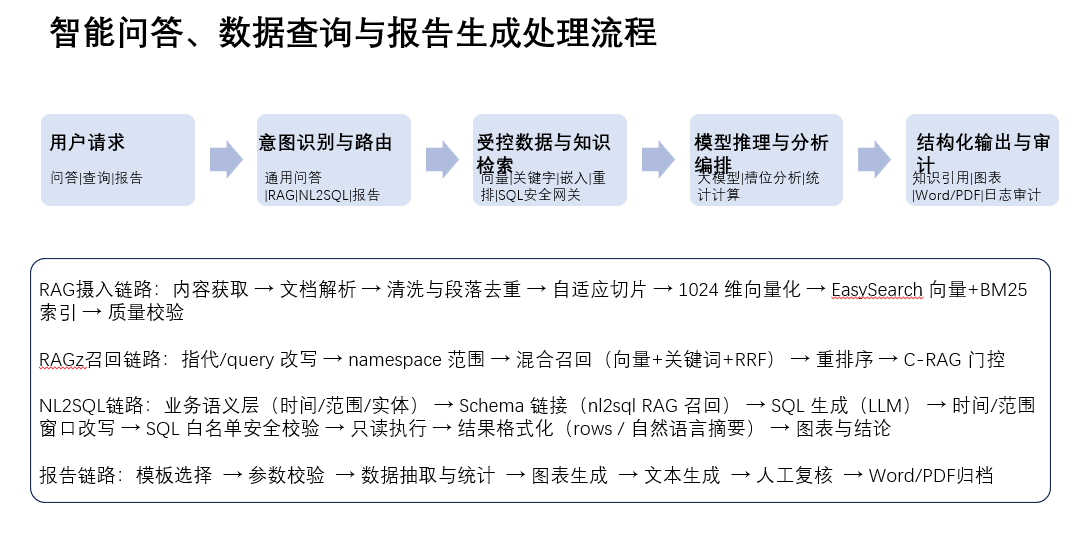 智能问答、数据查询与报告生成处理流程
用户请求
问答|查询|报告
意图识别与路由
通用问答
|RAG|NL2SQL|报告
受控数据与知识
检索
向量|关键字|嵌入|重
排|SQL安全网关
模型推理与分析
编排
大模型|槽位分析|统
计计算
结构化输出与审
计
知识引用|图表
|Word/PDF|日志审计
RAG摄入链路：内容获取 → 文档解析 → 清洗与段落去重 → 自适应切片 → 1024 维向量化 → EasySearch 向量+BM25
索引 → 质量校验
RAGz召回链路：指代/query 改写 → namespace 范围 → 混合召回（向量+关键词+RRF） → 重排序 → C-RAG 门控
NL2SQL链路：业务语义层（时间/范围/实体） → Schema 链接（nl2sql RAG 召回） → SQL 生成（LLM） → 时间/范围
窗口改写 → SQL 白名单安全校验 → 只读执行 → 结果格式化（rows / 自然语言摘要） → 图表与结论
报告链路：模板选择 → 参数校验 → 数据抽取与统计 → 图表生成 → 文本生成 → 人工复核 → Word/PDF归档